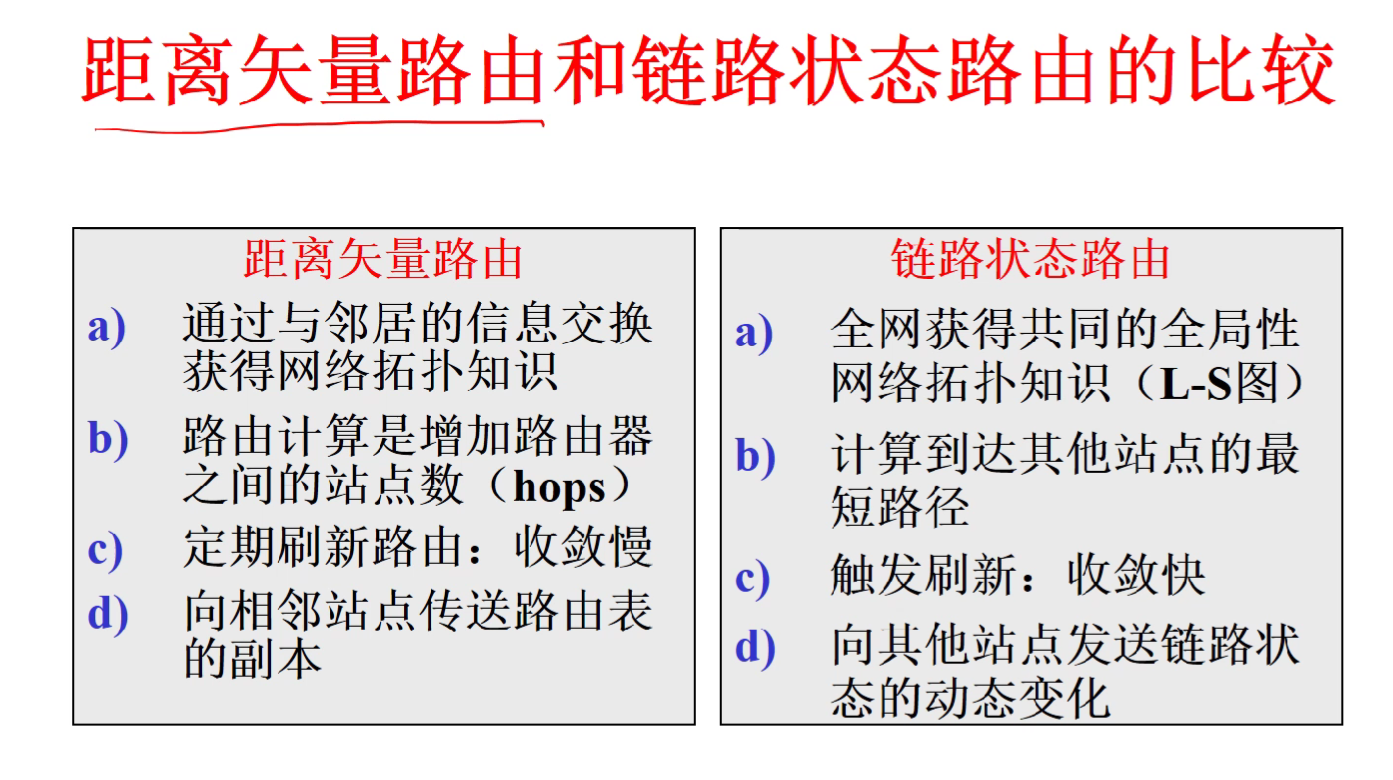 距离矢量路由和链路状态路由的比较
距离矢量路由
a) 通过与邻居的信息交换
获得网络拓扑知识
b) 路由计算是增加路由器
之间的站点数（hops）
c) 定期刷新路由：收敛慢
d) 向相邻站点传送路由表
的副本
链路状态路由
a) 全网获得共同的全局性
网络拓扑知识（L-S图）
b) 计算到达其他站点的最
短路径
c) 触发刷新：收敛快
d) 向其他站点发送链路状
态的动态变化